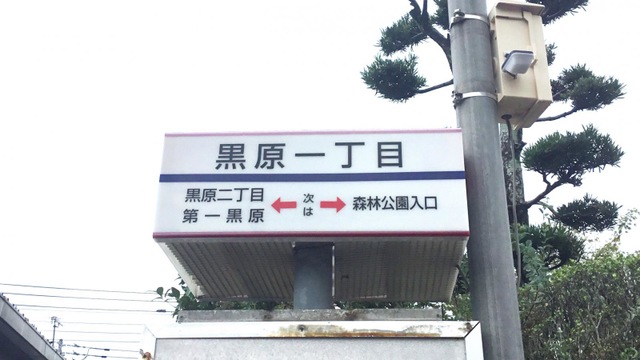 黒原一丁目
黒原二丁目
第一黒原
次は
森林公園入口